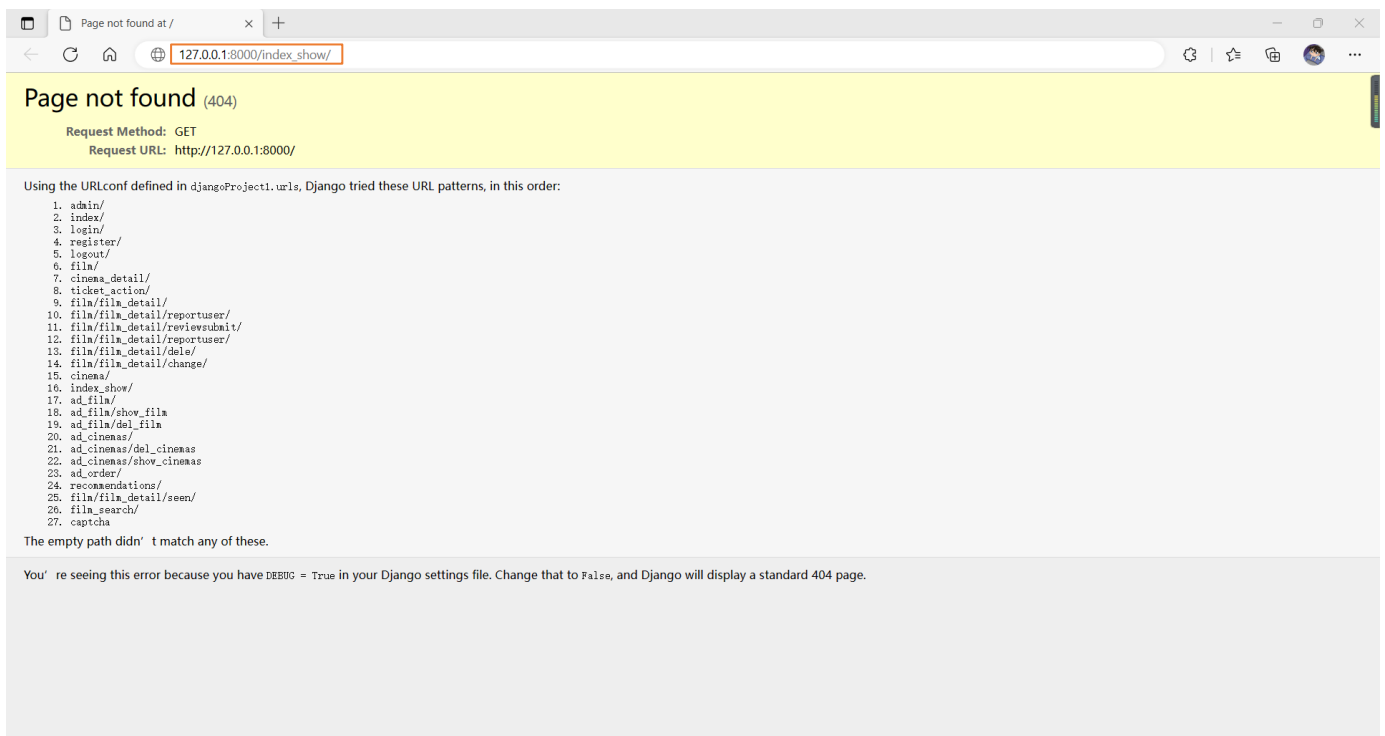 Page not found at /
127.0.0.1:8000/index_show/
Page not found (404)
Request Method: GET
Request URL: http://127.0.0.1:8000/
Using the URLconf defined in djangoProject1.urls, Django tried these URL patterns, in this order:
1. admin/
2. index/
3. login/
4. register/
5. logout/
6. film/
7. cinema_detail/
8. ticket_action/
9. film/film_detail/
10. film/film_detail/reportuser/
11. film/film_detail/reviewsubmit/
12. film/film_detail/reportuser/
13. film/film_detail/dele/
14. film/film_detail/change/
15. cinema/
16. index_show/
17. ad_film/
18. ad_film/show_film
19. ad_film/del_film
20. ad_cinemas/
21. ad_cinemas/del_cinemas
22. ad_cinemas/show_cinemas
23. ad_order/
24. recommendations/
25. film/film_detail/seen/
26. film_search/
27. captcha
The empty path didn’t match any of these.
You’re seeing this error because you have DEBUG = True in your Django settings file. Change that to False, and Django will display a standard 404 page.